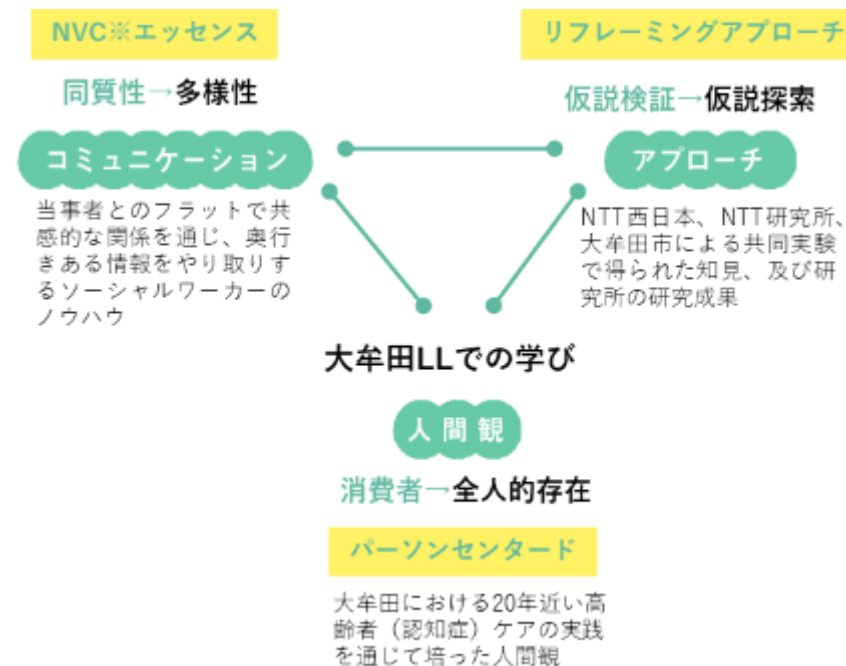 NVC※エッセンス
同質性→多様性
コミュニケーション
当事者とのフラットで共
感的な関係を通じ、奥行
きある情報をやり取りす
るソーシャルワーカーの
ノウハウ
リフレーミングアプローチ
仮説検証→仮説探索
アプローチ
NTT西日本、NTT研究所、
大牟田市による共同実験
で得られた知見、及び研
究所の研究成果
大牟田LLでの学び
人間観
消費者→全人的存在
パーソンセンタード
大牟田における20年近い高
齢者（認知症）ケアの実践
を通じて培った人間観